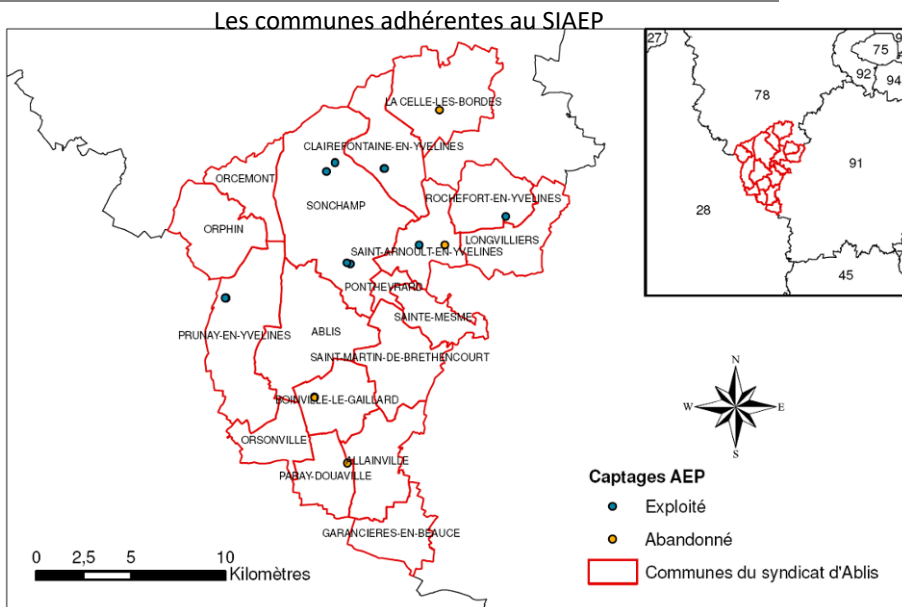 Les communes adhérentes au SIAEP
LA CELLE-LES-BORDES
CLAIREFONTAINE-EN-YVELINES
ORCEMONT
SONCHAMP
ROCHEFORT-EN-YVELINES
ORPHIN
LONGVILLIERS
SAINT-ARNOULT-EN-YVELINES
PONTHEVRARD
SAINTE-MESME
PRUNAY-EN-YVELINES
ABLIS
SAINT-MARTIN-DE-BRETHENCOURT
BOINVILLE-LE-GAILLARD
ORSONVILLE
ALLAINVILLE
PARAY-DOUAVILLE
GARANCIERES-EN-BEAUCE
0 2,5 5 10
Kilomètres
27
9
75
92
94
78
91
28
45
N
W E
S
Captages AEP
Exploité
Abandonné
Communes du syndicat d'Ablis